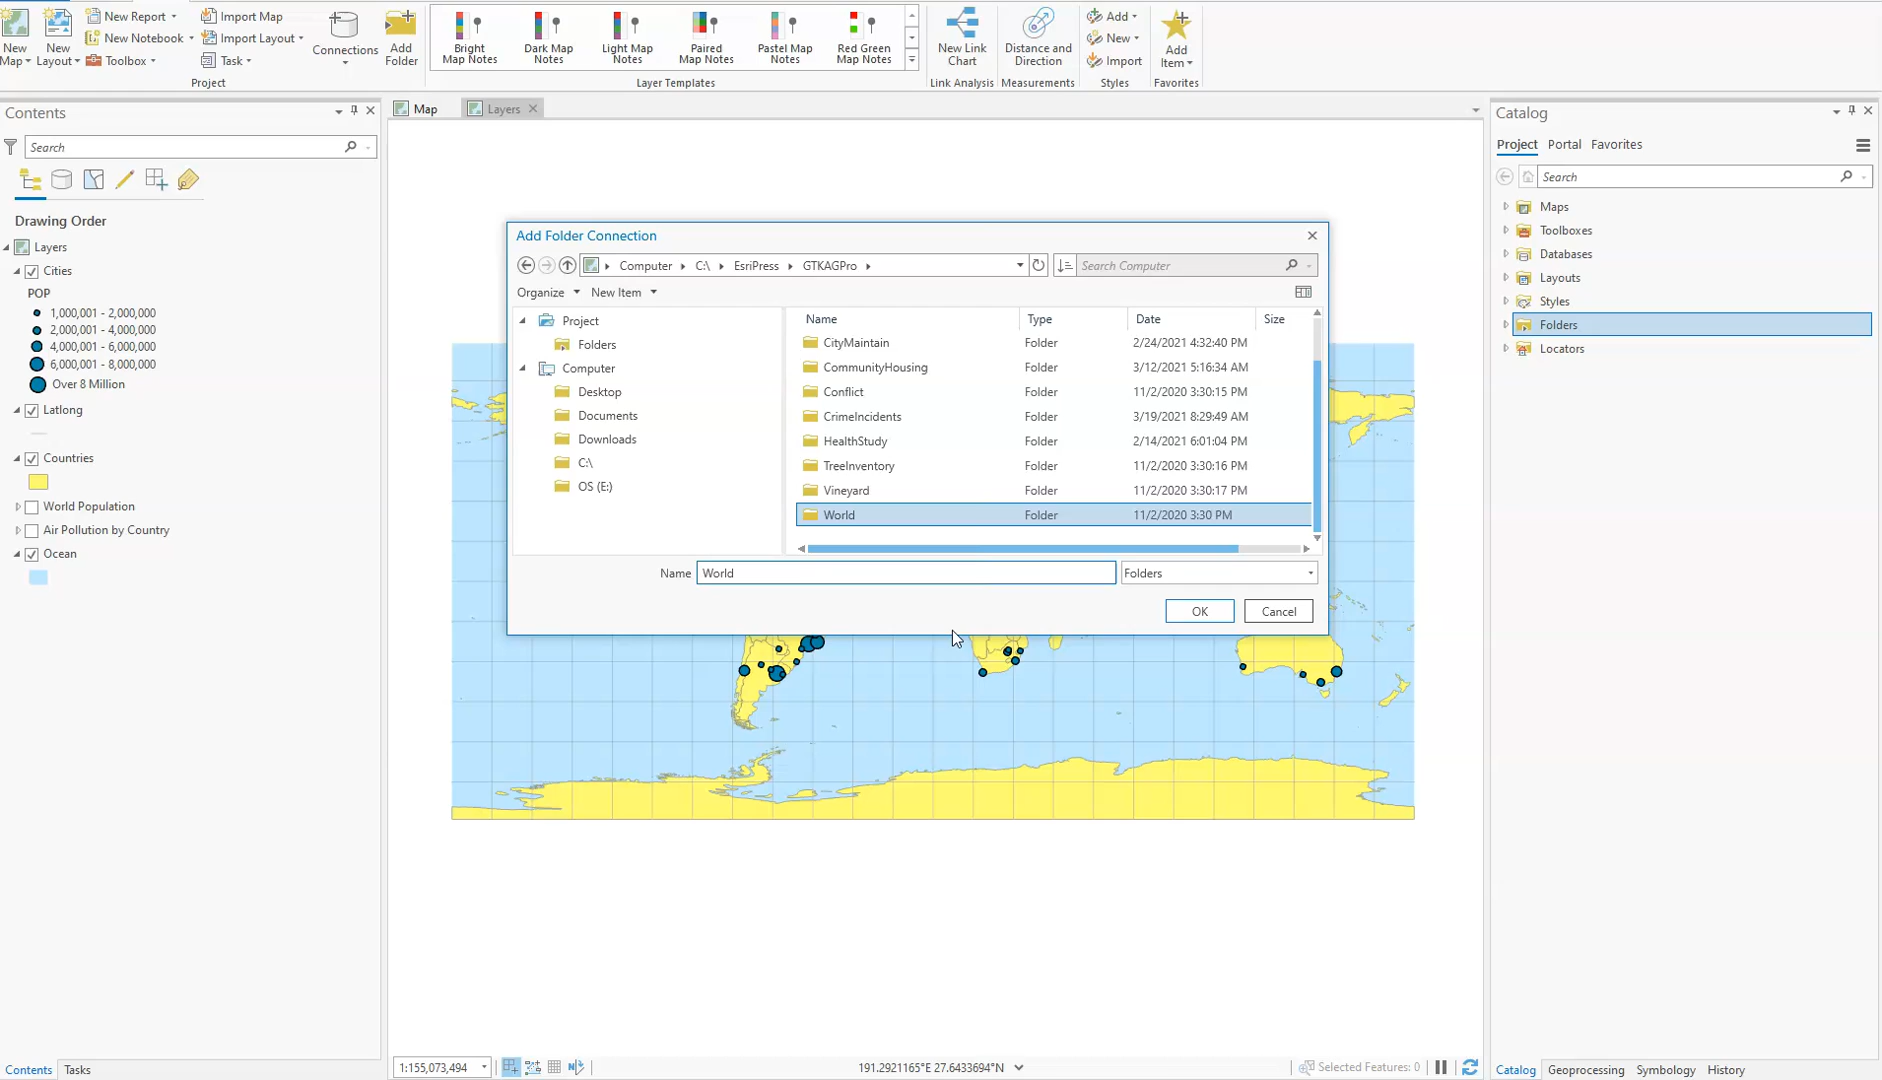 New Map
New Layout
New Report
New Notebook
Toolbox
Import Map
Import Layout
Task
Connections
Add Folder
Project
Bright Map Notes
Dark Map Notes
Light Map Notes
Paired Map Notes
Pastel Map Notes
Red Green Map Notes
Layer Templates
New Link Chart
Link Analysis
Distance and Direction
Measurements
Add
New
Import
Styles
Add Item
Favorites
Contents
Search
Drawing Order
Layers
Cities
POP
1,000,001 - 2,000,000
2,000,001 - 4,000,000
4,000,001 - 6,000,000
6,000,001 - 8,000,000
Over 8 Million
Latlong
Countries
World Population
Air Pollution by Country
Ocean
Contents Tasks
Map Layers
Add Folder Connection
Computer C:\ EsriPress GTKAGPro
Search Computer
Organize New Item
Project
Folders
Computer
Desktop
Documents
Downloads
C:\
OS (E:)
Name Type Date Size
CityMaintain Folder 2/24/2021 4:32:40 PM
CommunityHousing Folder 3/12/2021 5:16:34 AM
Conflict Folder 11/2/2020 3:30:15 PM
CrimeIncidents Folder 3/19/2021 8:29:49 AM
HealthStudy Folder 2/14/2021 6:01:04 PM
TreeInventory Folder 11/2/2020 3:30:16 PM
Vineyard Folder 11/2/2020 3:30:17 PM
World Folder 11/2/2020 3:30 PM
Name World Folders
OK Cancel
1:155,073,494
191.2921165°E 27.6433694°N
Selected Features: 0
Catalog
Project Portal Favorites
Search
Maps
Toolboxes
Databases
Layouts
Styles
Folders
Locators
Catalog Geoprocessing Symbology History